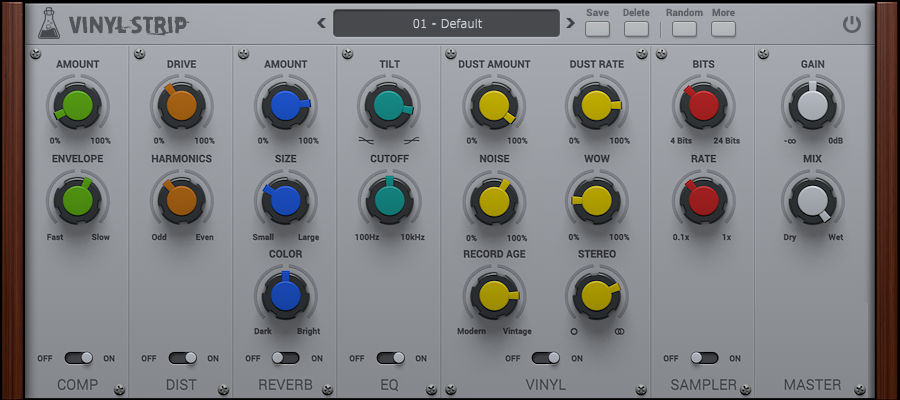 VINYL STRIP
01 - Default
Save Delete Random More
AMOUNT DRIVE AMOUNT TILT DUST AMOUNT DUST RATE BITS GAIN
0% 100% 0% 100% 0% 100% 0% 100% 0% 100% 4 Bits 24 Bits -∞ 0dB
ENVELOPE HARMONICS SIZE CUTOFF NOISE WOW RATE MIX
Fast Slow Odd Even Small Large 100Hz 10kHz 0% 100% 0% 100% 0.1x 1x Dry Wet
COLOR RECORD AGE STEREO
Dark Bright Modern Vintage
OFF ON OFF ON OFF ON OFF ON OFF ON OFF ON
COMP DIST REVERB EQ VINYL SAMPLER MASTER